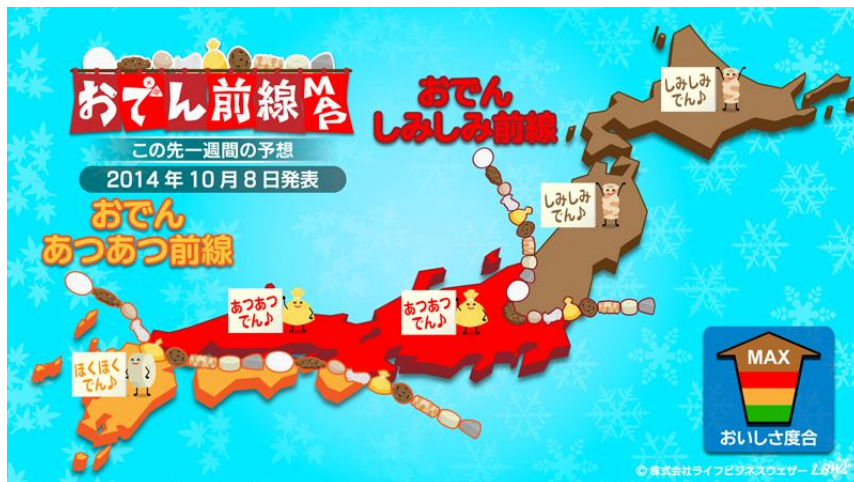 おでん前線MAP
この先一週間の予想
2014年10月8日発表
おでん
しみしみ前線
おでん
あつあつ前線
しみしみ
でん♪
しみしみ
でん♪
あつあつ
でん♪
あつあつ
でん♪
ほくほく
でん♪
MAX
おいしさ度合
© 株式会社ライフビジネスウェザー LBW